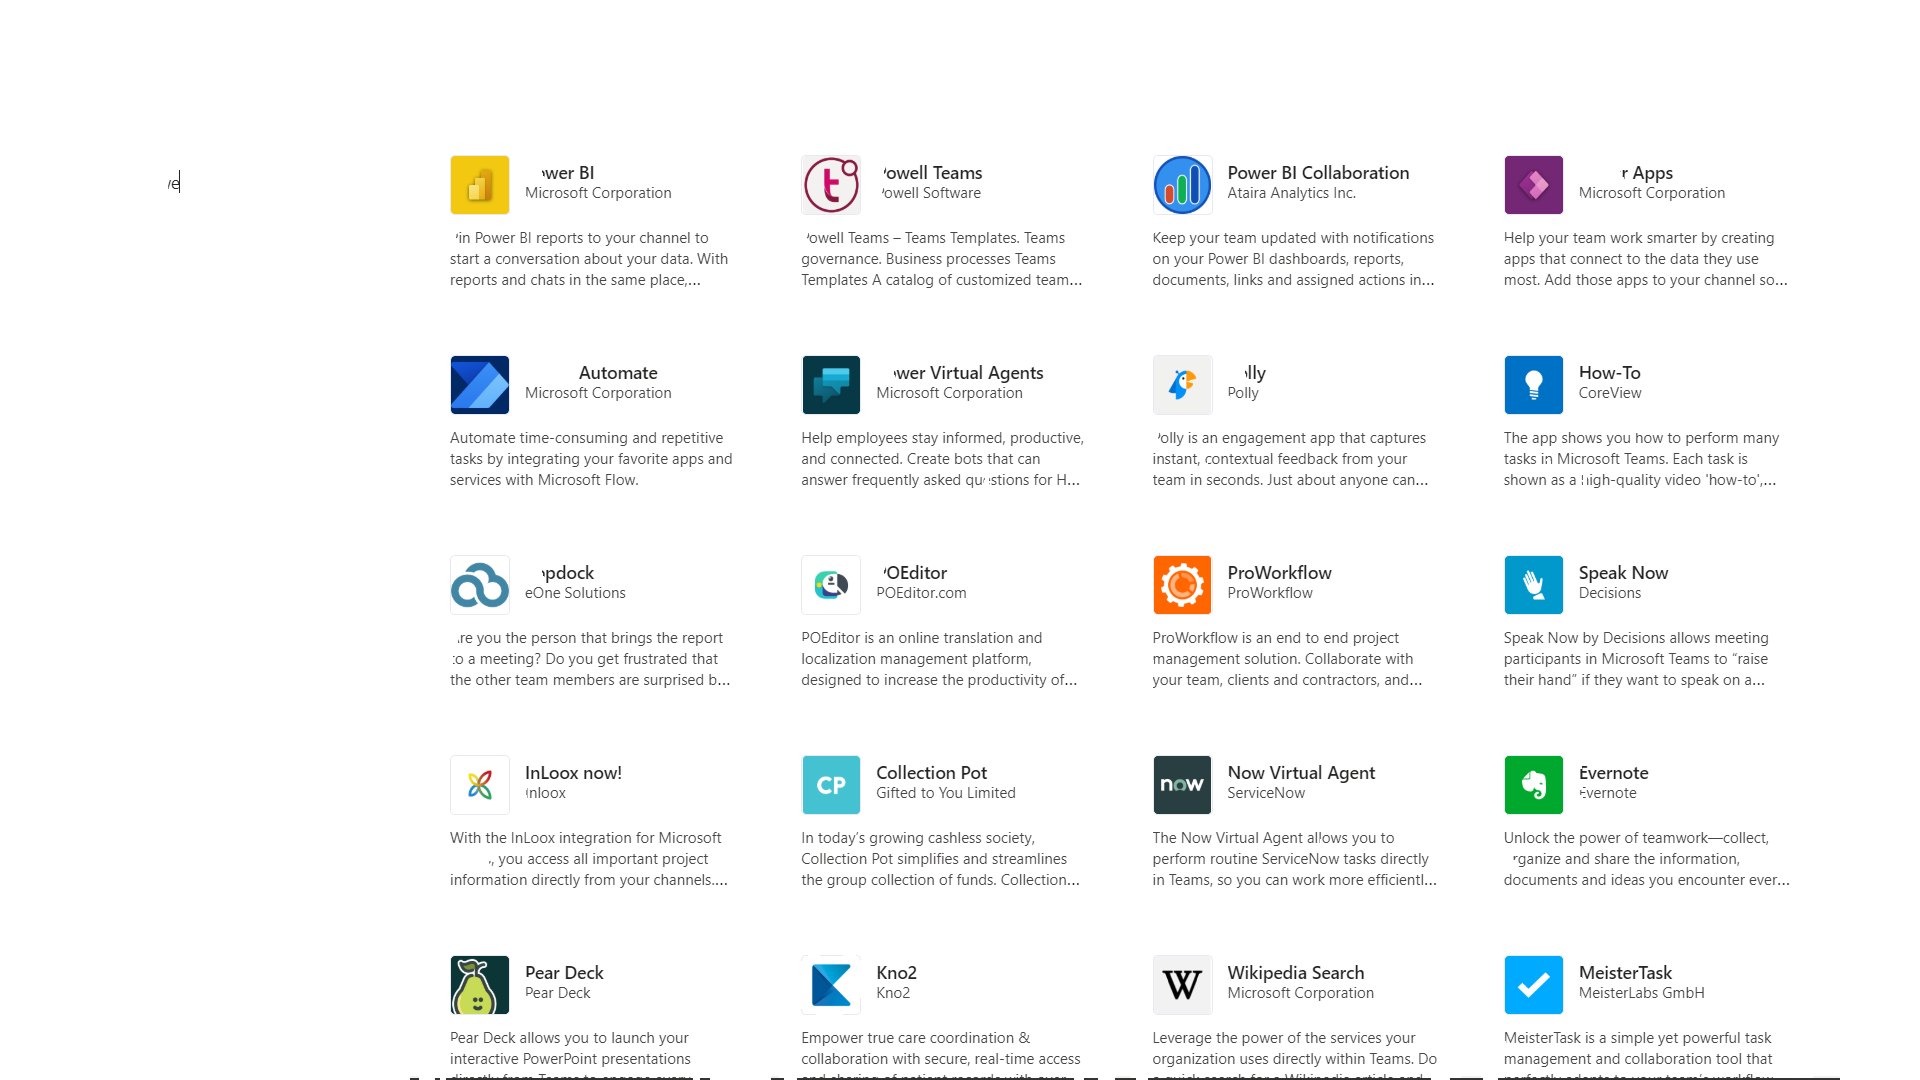 Power BI
Microsoft Corporation
Pin Power BI reports to your channel to
start a conversation about your data. With
reports and chats in the same place,...
Powell Teams
Powell Software
Powell Teams – Teams Templates. Teams
governance. Business processes Teams
Templates A catalog of customized team...
Power BI Collaboration
Ataira Analytics Inc.
Keep your team updated with notifications
on your Power BI dashboards, reports,
documents, links and assigned actions in...
r Apps
Microsoft Corporation
Help your team work smarter by creating
apps that connect to the data they use
most. Add those apps to your channel so...
Automate
Microsoft Corporation
Automate time-consuming and repetitive
tasks by integrating your favorite apps and
services with Microsoft Flow.
Power Virtual Agents
Microsoft Corporation
Help employees stay informed, productive,
and connected. Create bots that can
answer frequently asked questions for H...
Polly
Polly
Polly is an engagement app that captures
instant, contextual feedback from your
team in seconds. Just about anyone can...
How-To
CoreView
The app shows you how to perform many
tasks in Microsoft Teams. Each task is
shown as a high-quality video 'how-to',...
pdock
eOne Solutions
Are you the person that brings the report
to a meeting? Do you get frustrated that
the other team members are surprised b...
POEditor
POEditor.com
POEditor is an online translation and
localization management platform,
designed to increase the productivity of...
ProWorkflow
ProWorkflow
ProWorkflow is an end to end project
management solution. Collaborate with
your team, clients and contractors, and...
Speak Now
Decisions
Speak Now by Decisions allows meeting
participants in Microsoft Teams to “raise
their hand” if they want to speak on a...
InLoox now!
Inloox
With the InLoox integration for Microsoft
, you access all important project
information directly from your channels....
CP
Collection Pot
Gifted to You Limited
In today’s growing cashless society,
Collection Pot simplifies and streamlines
the group collection of funds. Collection...
now
Now Virtual Agent
ServiceNow
The Now Virtual Agent allows you to
perform routine ServiceNow tasks directly
in Teams, so you can work more efficientl...
Evernote
Evernote
Unlock the power of teamwork—collect,
organize and share the information,
documents and ideas you encounter ever...
Pear Deck
Pear Deck
Pear Deck allows you to launch your
interactive PowerPoint presentations
Kno2
Kno2
Empower true care coordination &
collaboration with secure, real-time access
W
Wikipedia Search
Microsoft Corporation
Leverage the power of the services your
organization uses directly within Teams. Do
MeisterTask
MeisterLabs GmbH
MeisterTask is a simple yet powerful task
management and collaboration tool that